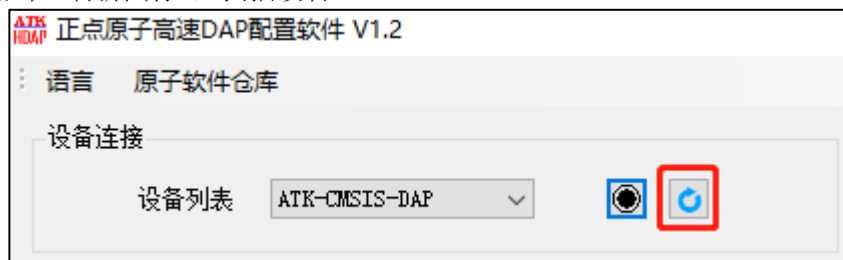 ATK HDAP 正点原子高速DAP配置软件 V1.2
语言 原子软件仓库
设备连接
设备列表 ATK-CMSIS-DAP